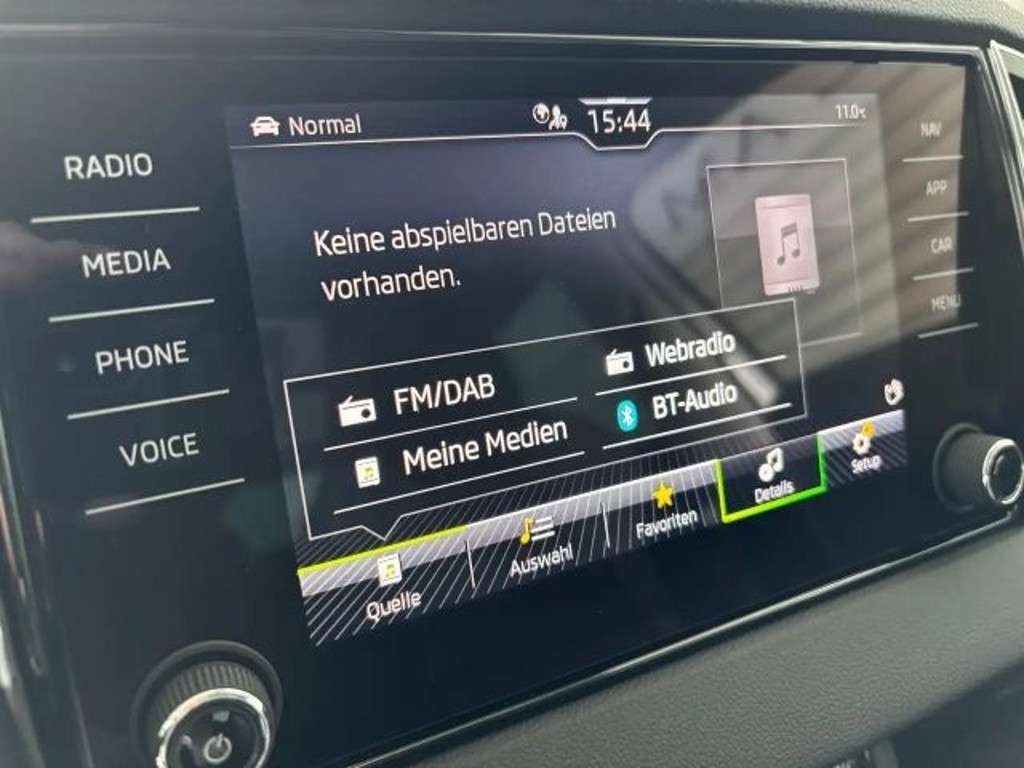 RADIO
MEDIA
PHONE
VOICE
Normal
15:44
11.0°C
Keine abspielbaren Dateien
vorhanden.
FM/DAB
Webradio
Meine Medien
BT-Audio
Quelle
Auswahl
Favoriten
Details
Setup
NAV
APP
CAR
MENU